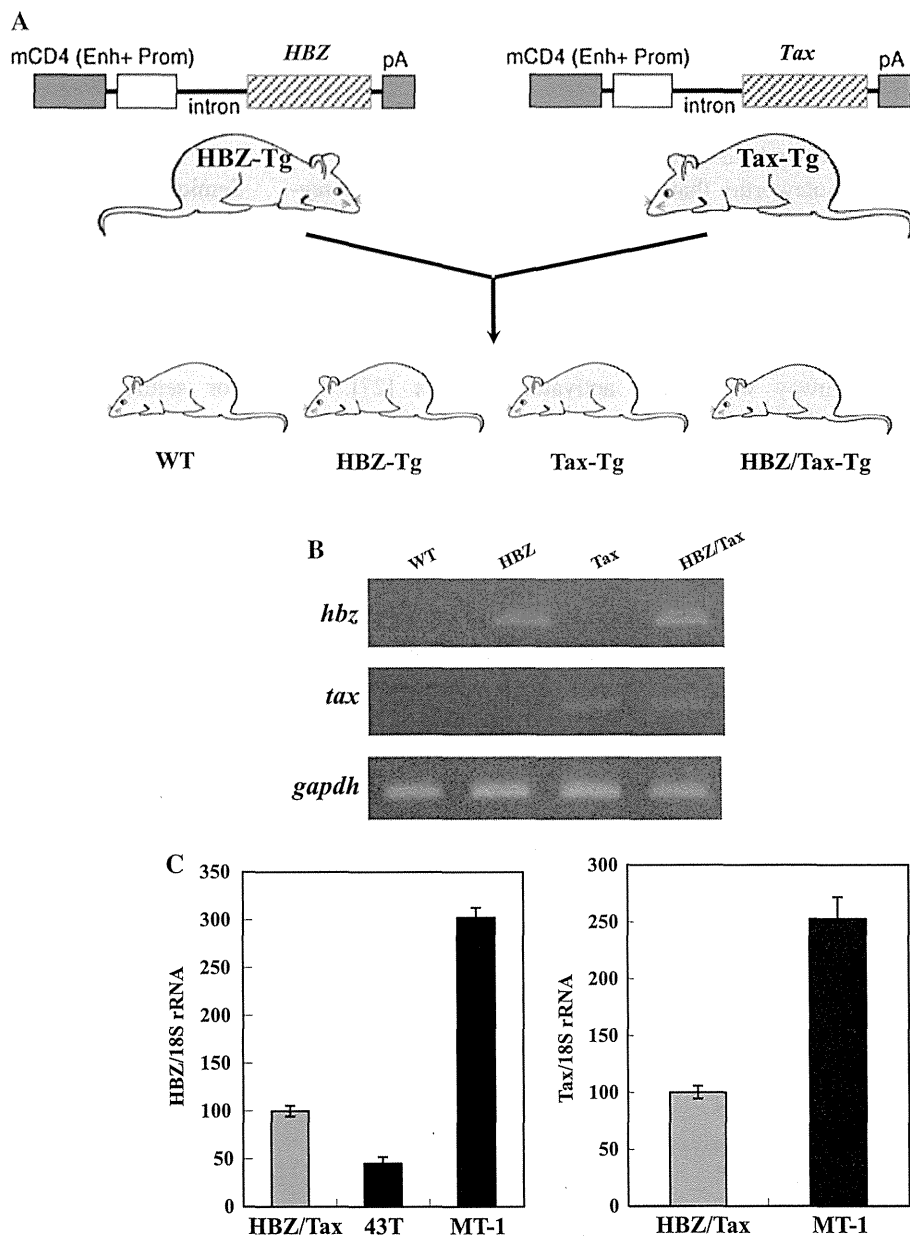 A
mCD4 (Enh+ Prom) HBZ pA
intron
mCD4 (Enh+ Prom) Tax pA
intron
HBZ-Tg
Tax-Tg
WT HBZ-Tg Tax-Tg HBZ/Tax-Tg
B
WT HBZ Tax HBZ/Tax
hbz
tax
gapdh
C
HBZ/18S rRNA
350
300
250
200
150
100
50
0
HBZ/Tax 43T MT-1
Tax/18S rRNA
300
250
200
150
100
50
0
HBZ/Tax MT-1